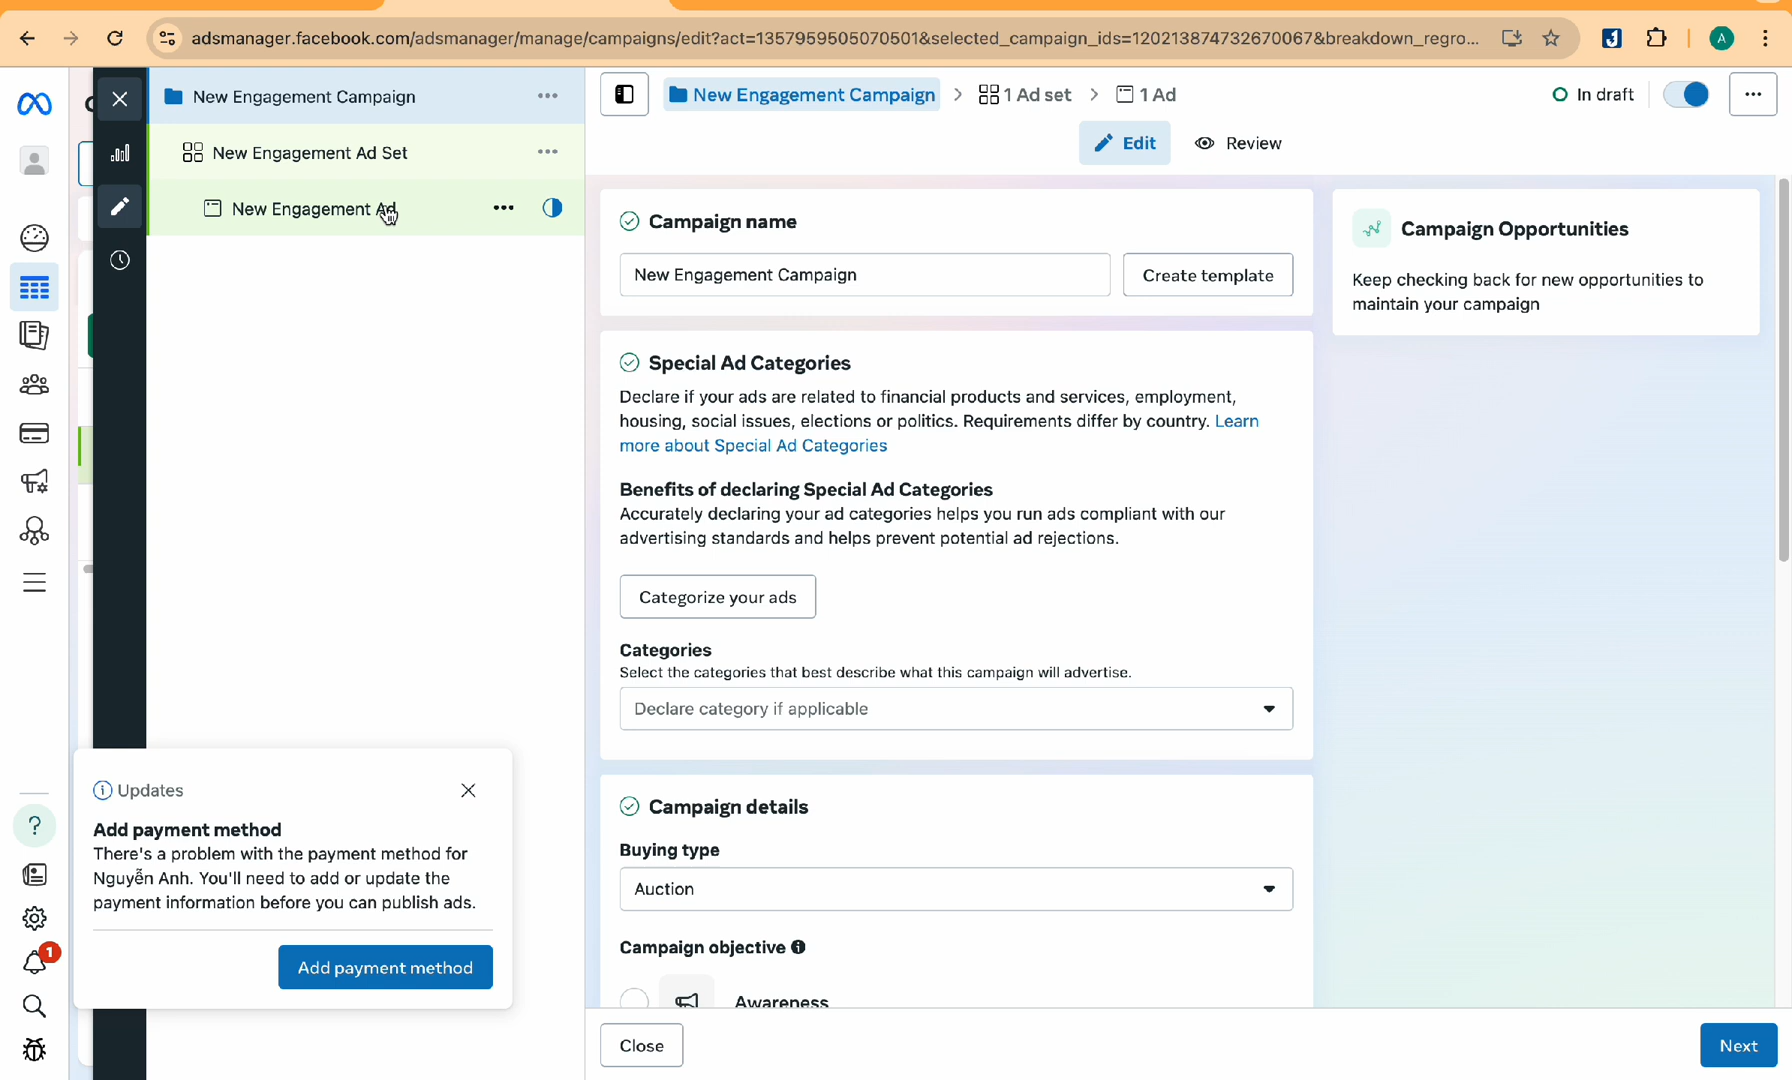 adsmanager.facebook.com/adsmanager/manage/campaigns/edit?act=1357959505070501&selected_campaign_ids=120213874732670067&breakdown_regro...
A
New Engagement Campaign
New Engagement Ad Set
New Engagement Ad
New Engagement Campaign
1 Ad set
1 Ad
In draft
Edit
Review
Campaign name
New Engagement Campaign
Create template
Special Ad Categories
Declare if your ads are related to financial products and services, employment,
housing, social issues, elections or politics. Requirements differ by country. Learn
more about Special Ad Categories
Benefits of declaring Special Ad Categories
Accurately declaring your ad categories helps you run ads compliant with our
advertising standards and helps prevent potential ad rejections.
Categorize your ads
Categories
Select the categories that best describe what this campaign will advertise.
Declare category if applicable
Campaign details
Buying type
Auction
Campaign objective
Awareness
Campaign Opportunities
Keep checking back for new opportunities to
maintain your campaign
Updates
Add payment method
There's a problem with the payment method for
Nguyễn Anh. You'll need to add or update the
payment information before you can publish ads.
Add payment method
1
Close
Next